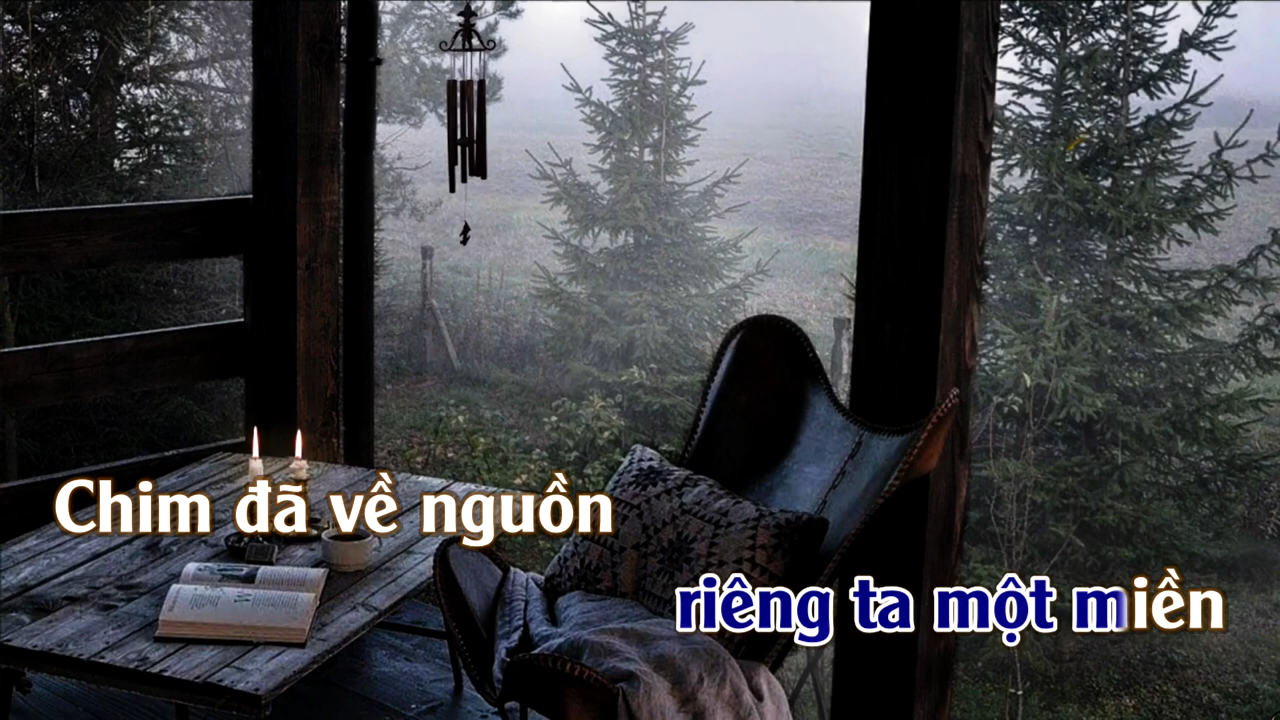 Chim đã về nguồn
riêng ta một miền